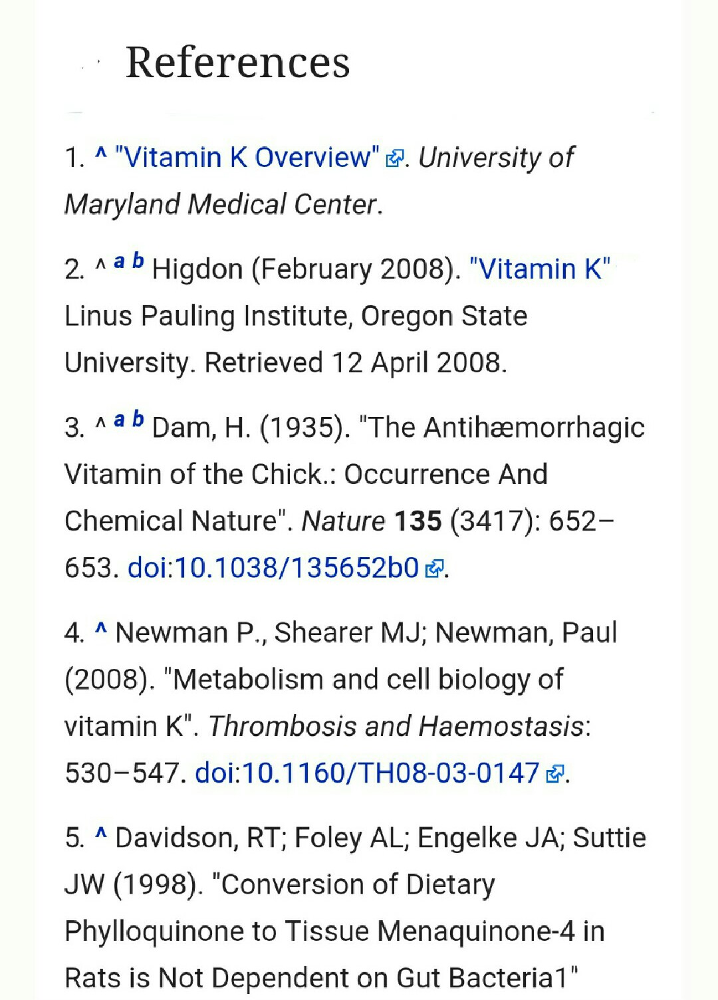 References
1. ^ "Vitamin K Overview". University of
Maryland Medical Center.
2. ^ a b Higdon (February 2008). "Vitamin K"
Linus Pauling Institute, Oregon State
University. Retrieved 12 April 2008.
3. ^ a b Dam, H. (1935). "The Antihæmorrhagic
Vitamin of the Chick.: Occurrence And
Chemical Nature". Nature 135 (3417): 652–
653. doi:10.1038/135652b0.
4. ^ Newman P., Shearer MJ; Newman, Paul
(2008). "Metabolism and cell biology of
vitamin K". Thrombosis and Haemostasis:
530–547. doi:10.1160/TH08-03-0147.
5. ^ Davidson, RT; Foley AL; Engelke JA; Suttie
JW (1998). "Conversion of Dietary
Phylloquinone to Tissue Menaquinone-4 in
Rats is Not Dependent on Gut Bacteria1"